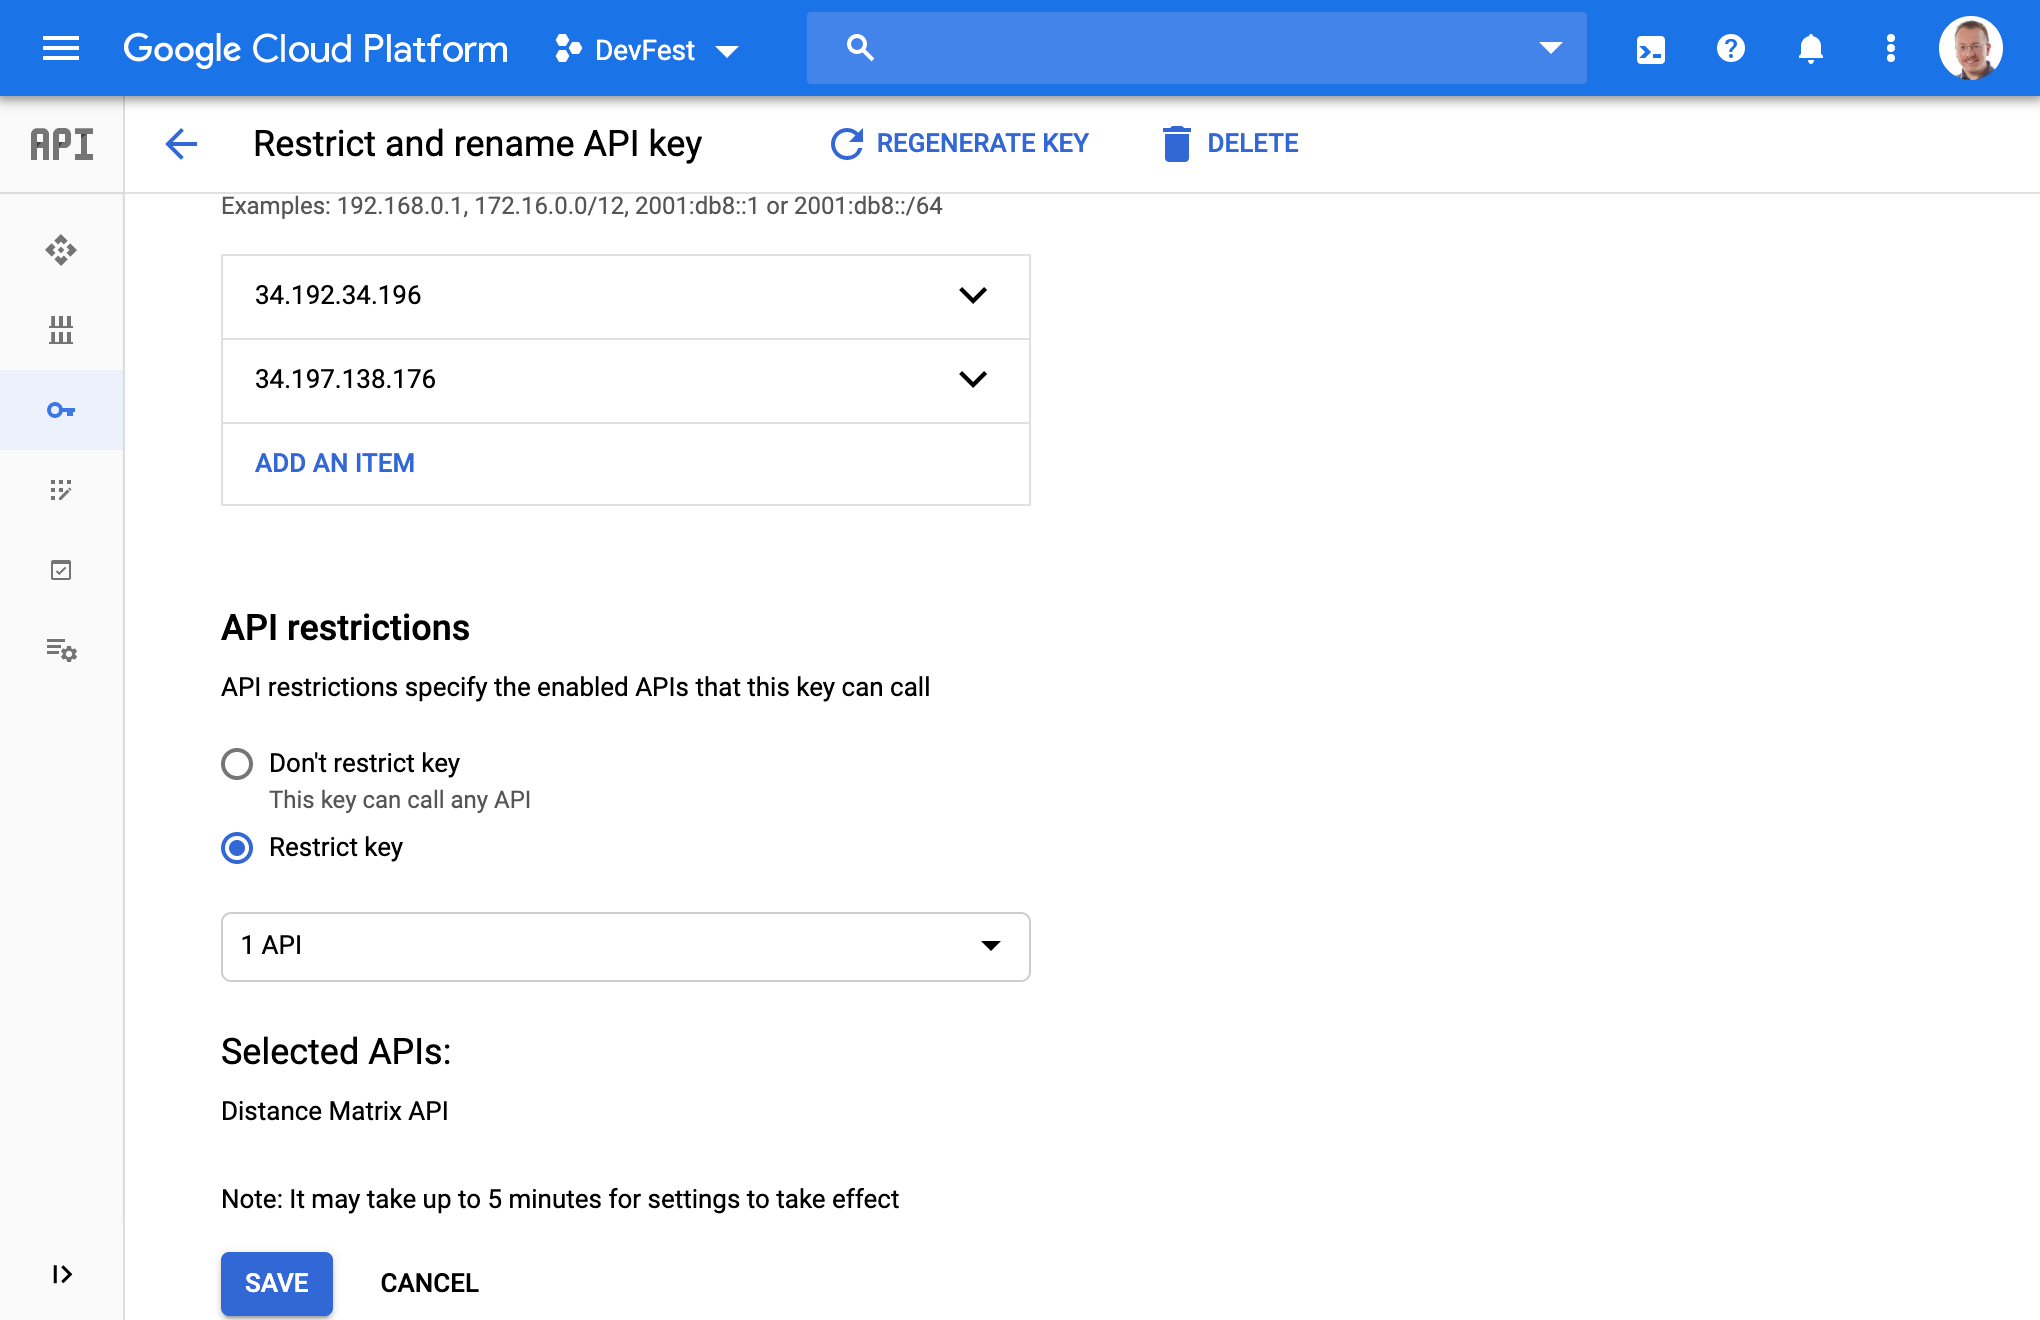 Google Cloud Platform
DevFest
API
Restrict and rename API key
REGENERATE KEY
DELETE
Examples: 192.168.0.1, 172.16.0.0/12, 2001:db8::1 or 2001:db8::/64
34.192.34.196
34.197.138.176
ADD AN ITEM
API restrictions
API restrictions specify the enabled APIs that this key can call
Don't restrict key
This key can call any API
Restrict key
1 API
Selected APIs:
Distance Matrix API
Note: It may take up to 5 minutes for settings to take effect
SAVE
CANCEL